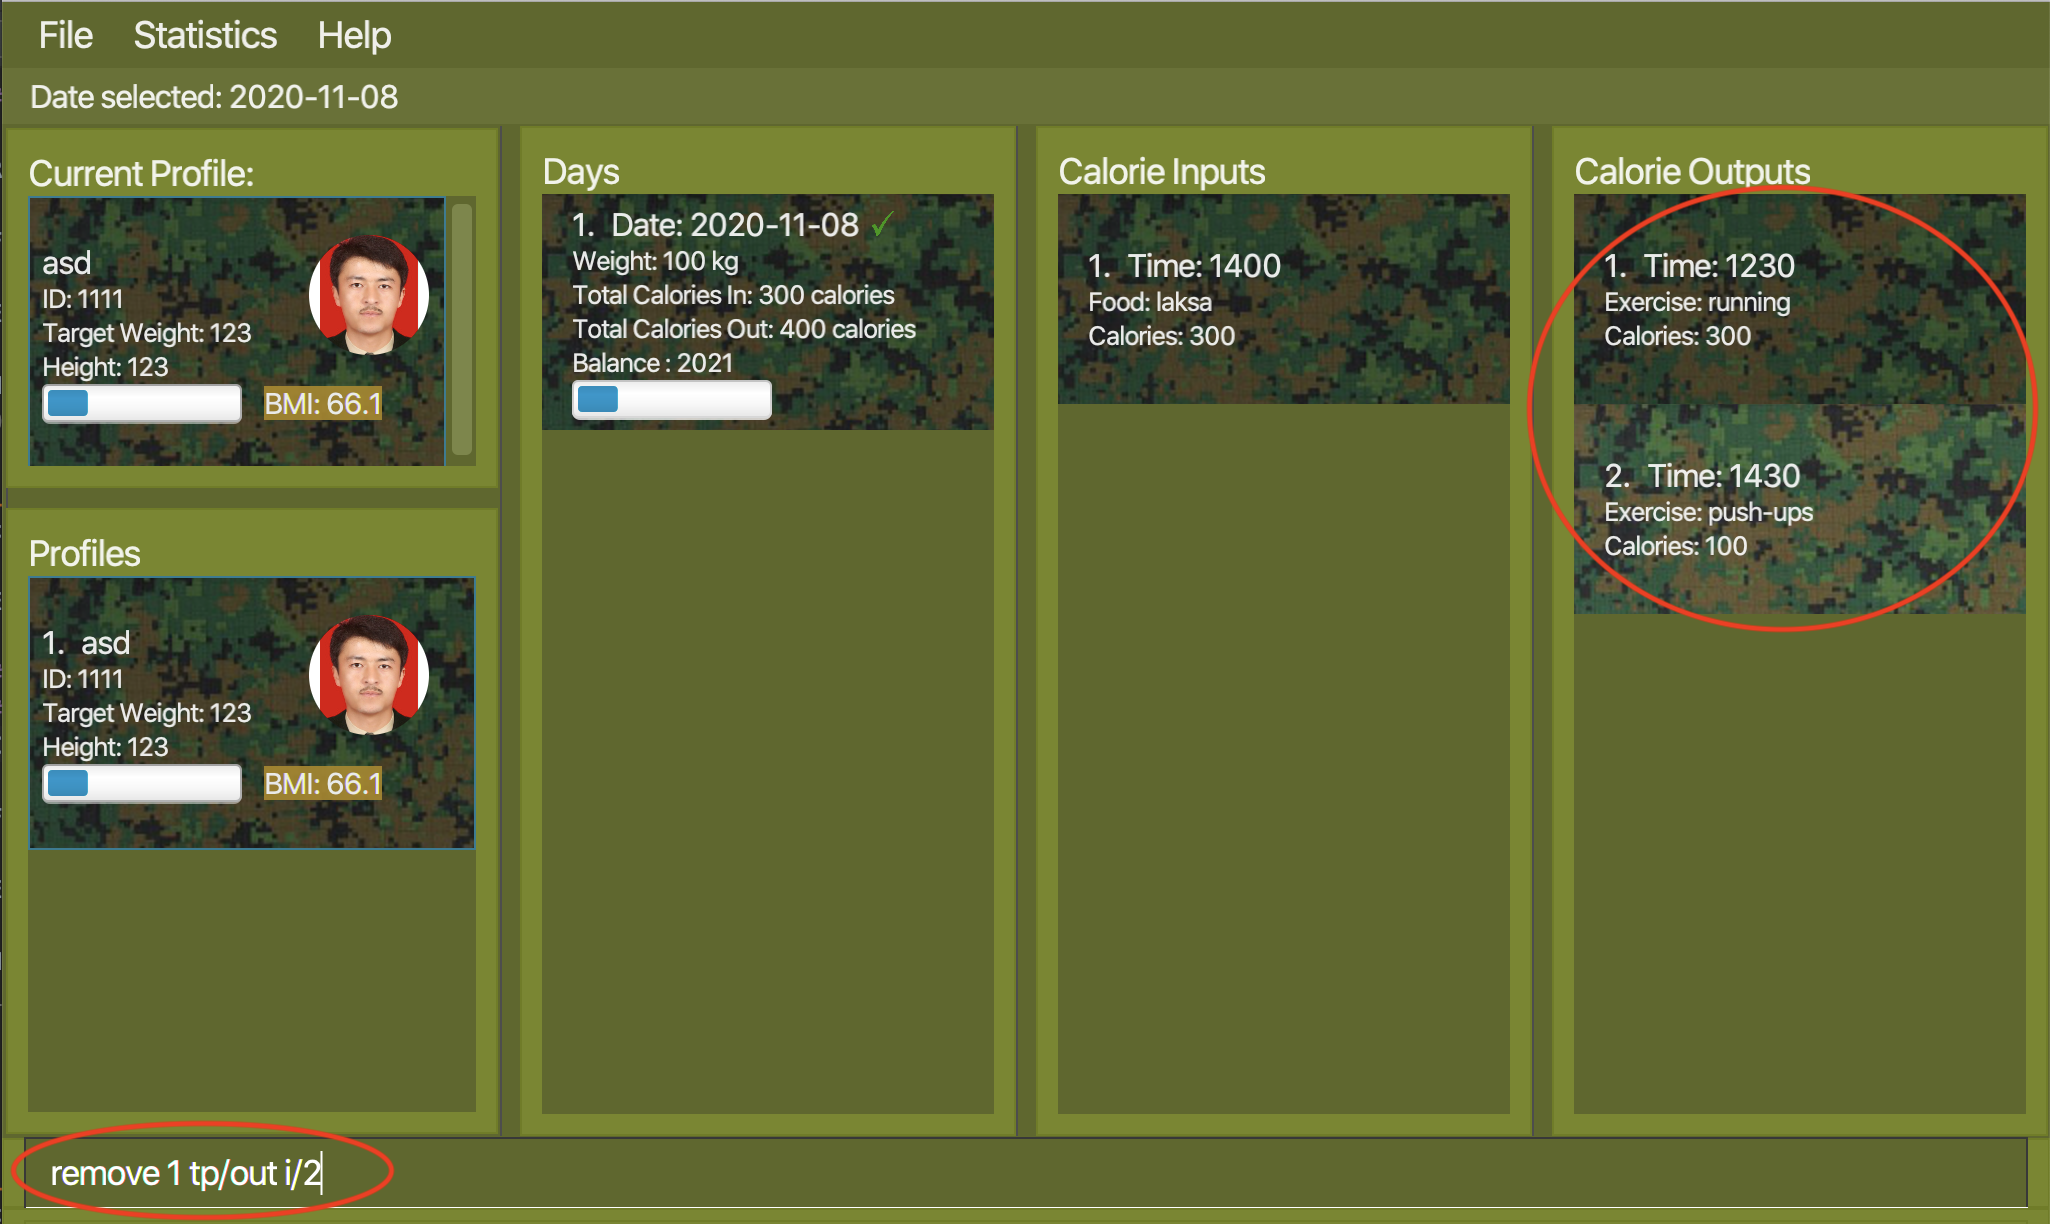 File Statistics Help
Date selected: 2020-11-08
Current Profile:
asd
ID: 1111
Target Weight: 123
Height: 123
BMI: 66.1
Profiles
1. asd
ID: 1111
Target Weight: 123
Height: 123
BMI: 66.1
Days
1. Date: 2020-11-08 ✓
Weight: 100 kg
Total Calories In: 300 calories
Total Calories Out: 400 calories
Balance : 2021
Calorie Inputs
1. Time: 1400
Food: laksa
Calories: 300
Calorie Outputs
1. Time: 1230
Exercise: running
Calories: 300
2. Time: 1430
Exercise: push-ups
Calories: 100
remove 1 tp/out i/2